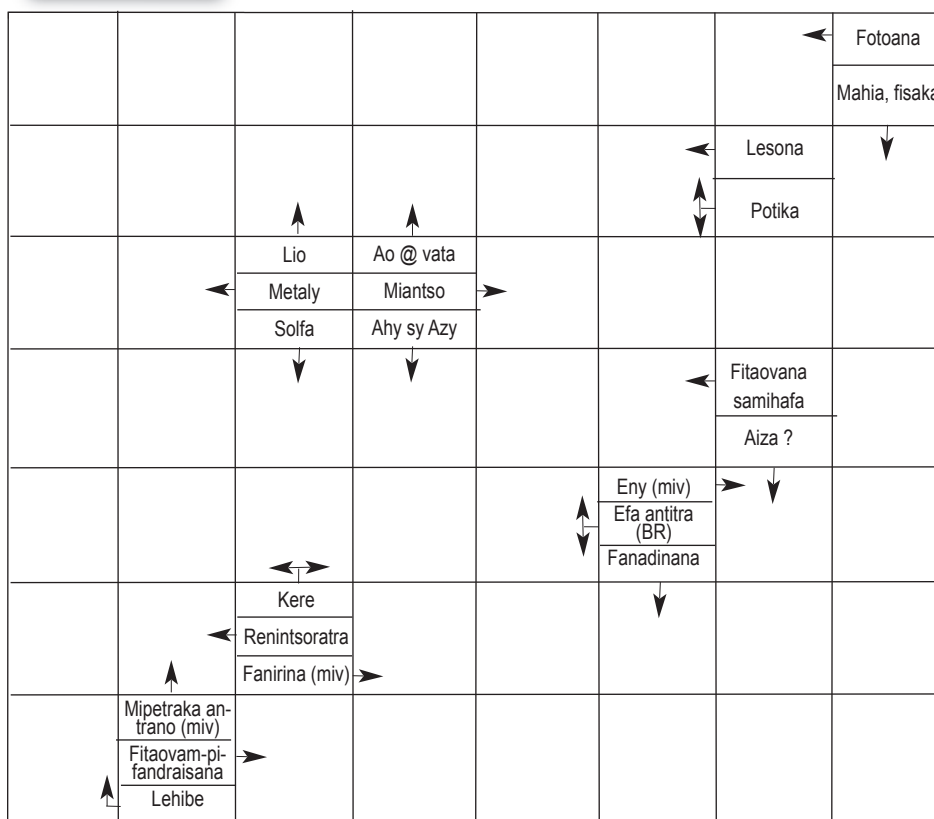 Fotoana
Mahia, fisaka
Lesona
Potika
Lio
Ao @ vata
Metaly
Miantso
Solfa
Ahy sy Azy
Fitaovana
samihafa
Aiza ?
Eny (miv)
Efa antitra
(BR)
Fanadinana
Kere
Renintsoratra
Fanirina (miv)
Mipetraka an-
trano (miv)
Fitaovam-pi-
fandraisana
Lehibe